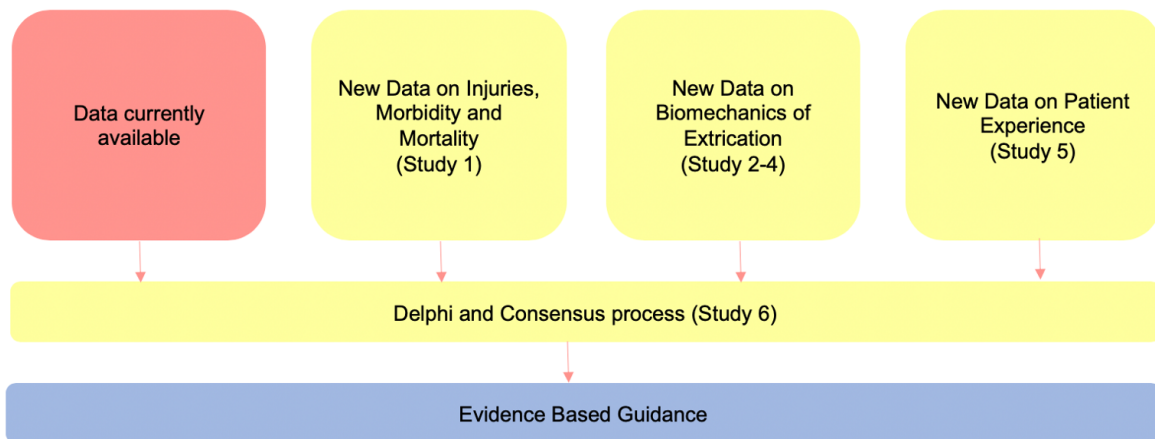 Data currently
available
New Data on Injuries,
Morbidity and
Mortality
(Study 1)
New Data on
Biomechanics of
Extrication
(Study 2-4)
New Data on Patient
Experience
(Study 5)
Delphi and Consensus process (Study 6)
Evidence Based Guidance